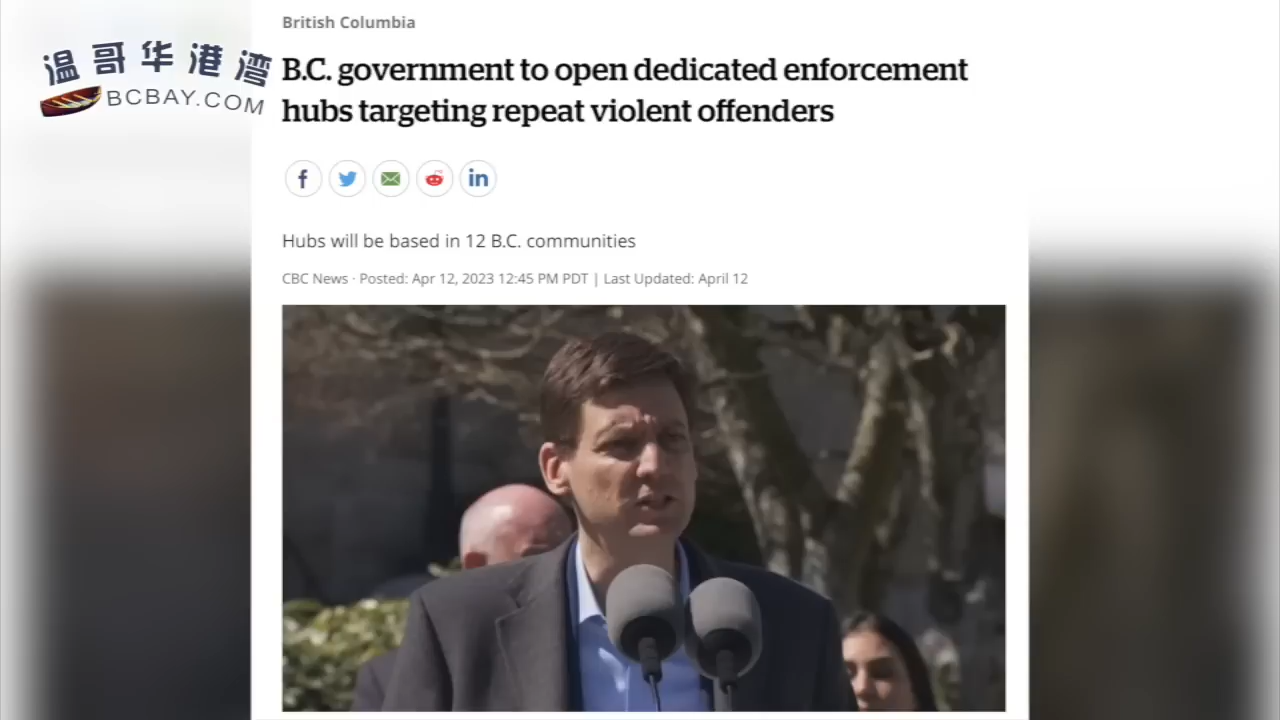 British Columbia
温哥华港湾
BCBAY.COM
B.C. government to open dedicated enforcement
hubs targeting repeat violent offenders
f
in
Hubs will be based in 12 B.C. communities
CBC News · Posted: Apr 12, 2023 12:45 PM PDT | Last Updated: April 12